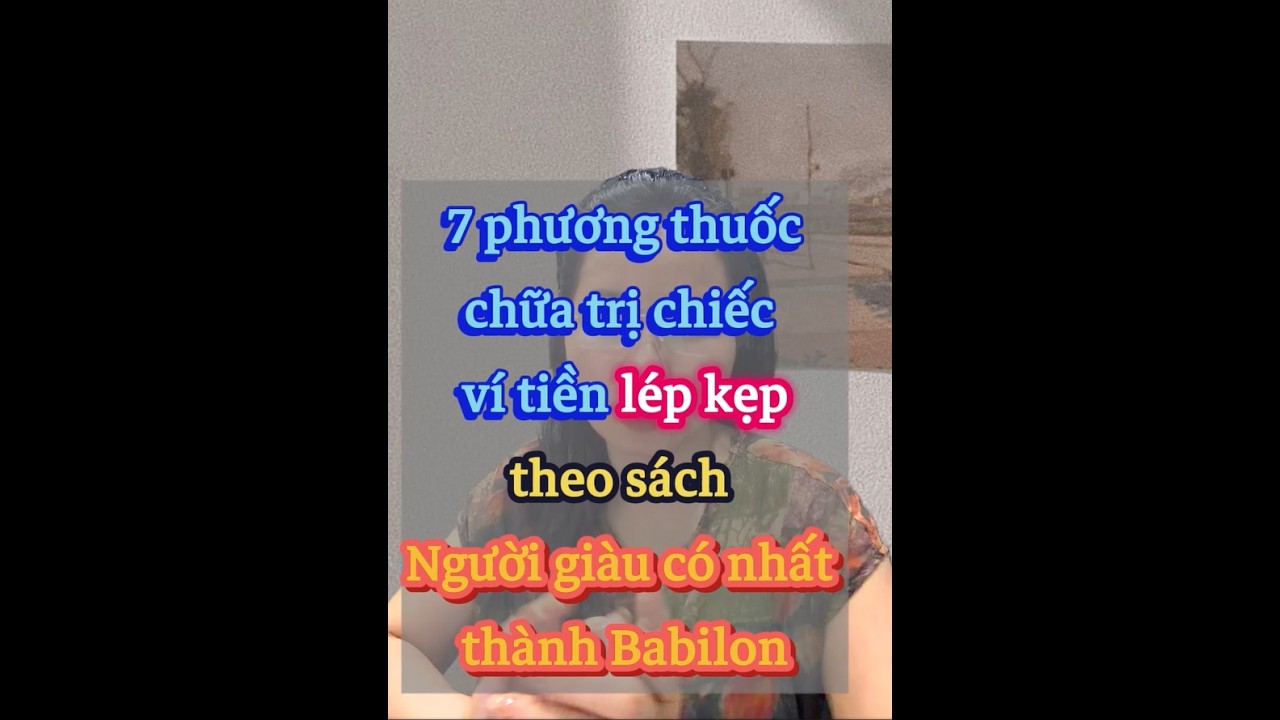 7 phương thuốc
chữa trị chiếc
ví tiền lép kẹp
theo sách
Người giàu có nhất
thành Babilon